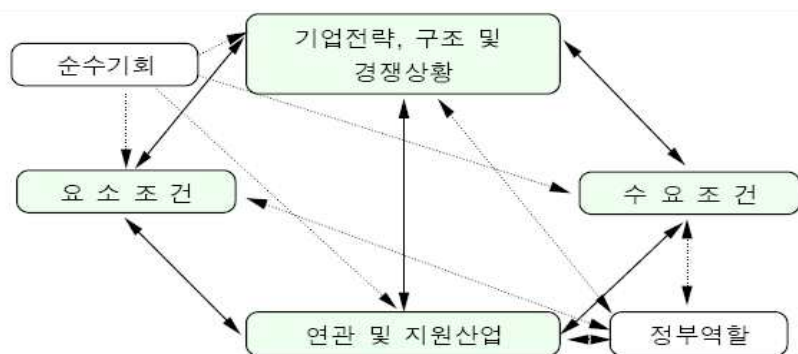 기업전략, 구조 및
경쟁상황
순수기회
요 소 조 건
수 요 조 건
연관 및 지원산업
정부역할